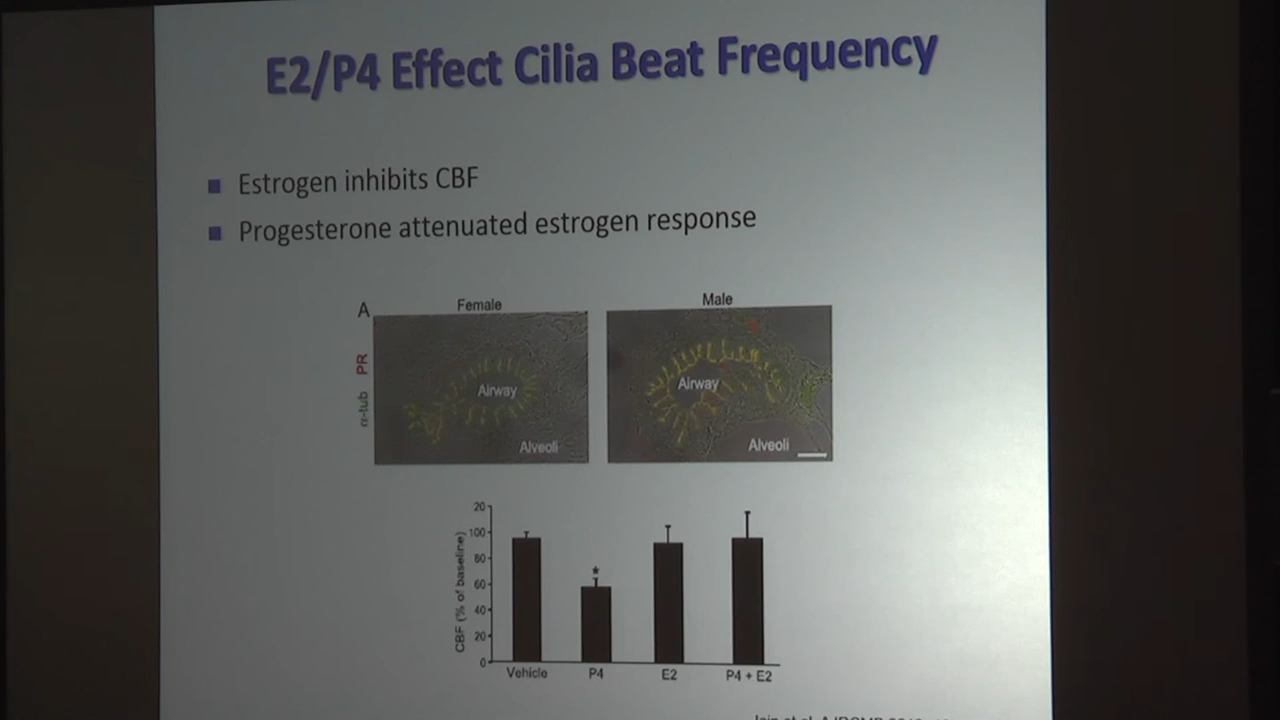 E2/P4 Effect Cilia Beat Frequency
Estrogen inhibits CBF
Progesterone attenuated estrogen response
A
Female
Male
α-tub PR
Airway
Alveoli
Airway
Alveoli
CBF (% of baseline)
20
100
80
60
40
20
0
*
Vehicle
P4
E2
P4 + E2